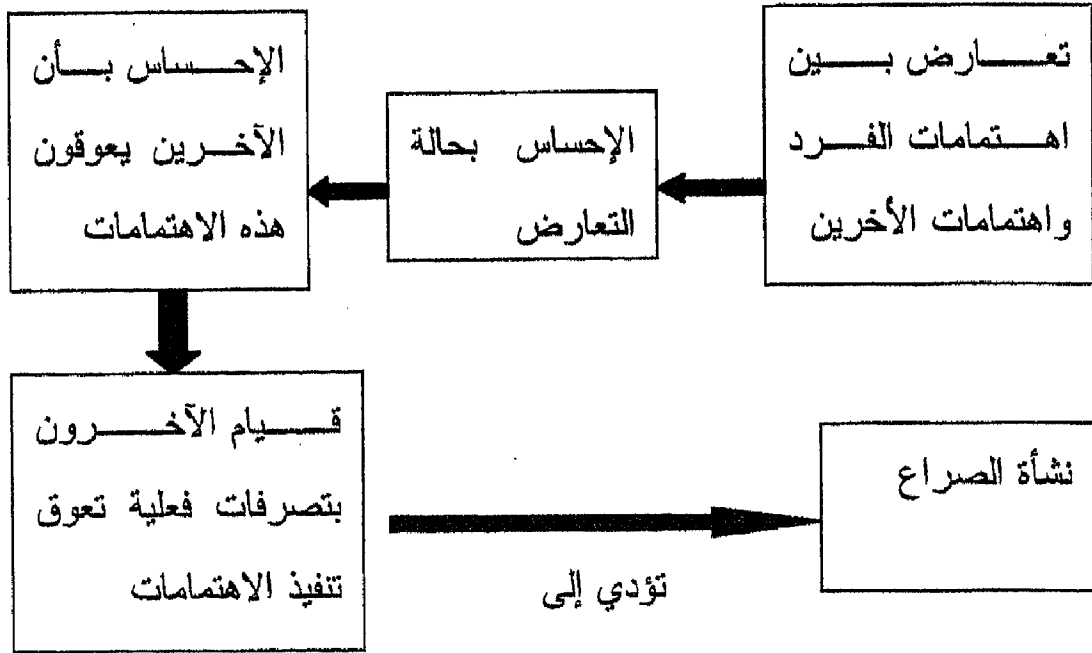 تعارض بين
اهتمامات الفرد
واهتمامات الأخرين
الإحساس بحالة
التعارض
الإحساس بأن
الآخرين يعوقون
هذه الاهتمامات
قيام الآخرون
بتصرفات فعلية تعوق
تنفيذ الاهتمامات
تؤدي إلى
نشأة الصراع